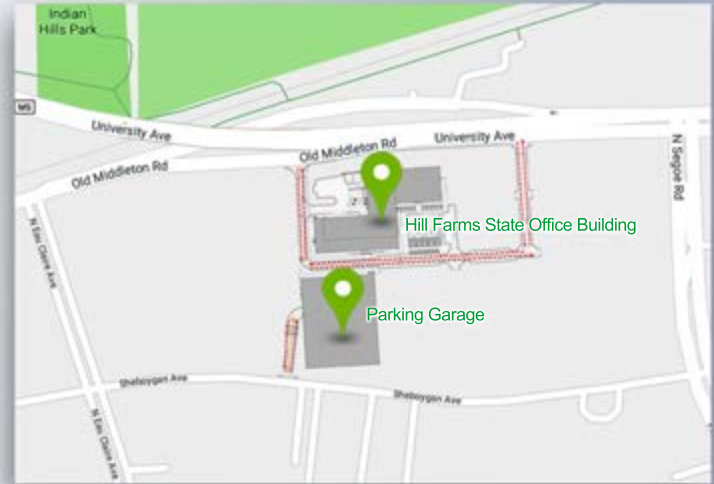 Indian
Hills Park
MS
University Ave
University Ave
Old Middleton Rd
Old Middleton Rd
N Segoe Rd
Hill Farms State Office Building
N Eau Claire Ave
Parking Garage
Sheboygan Ave
Sheboygan Ave
N Eau Claire Ave